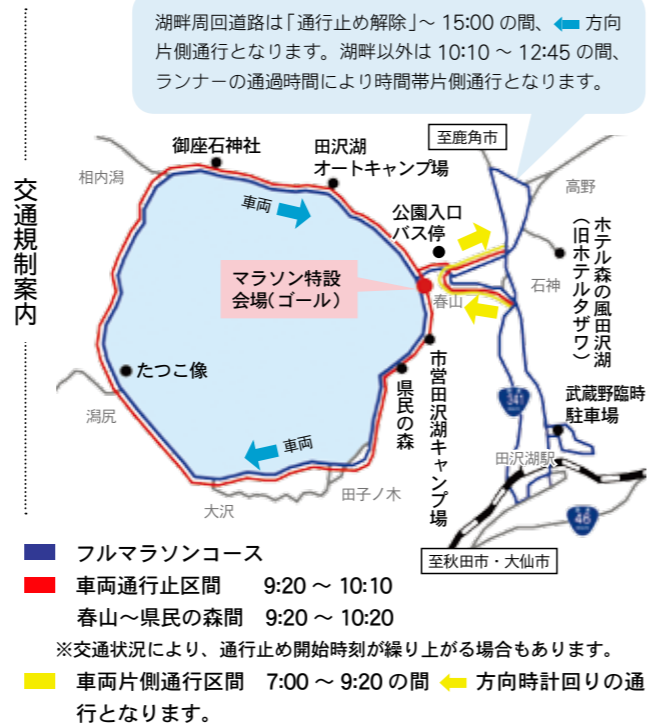 湖畔周回道路は「通行止め解除」～ 15:00 の間、 方向
片側通行となります。湖畔以外は 10:10 ～ 12:45 の間、
ランナーの通過時間により時間帯片側通行となります。
交通規制案内
御座石神社
田沢湖
オートキャンプ場
至鹿角市
相内潟
高野
車両
公園入口
バス停
マラソン特設
会場（ゴール）
春山
石神
ホテル森の風田沢湖
（旧ホテルタザワ）
たつこ像
潟尻
県民の森
市営田沢湖キャンプ場
341
武蔵野臨時
駐車場
車両
田沢湖駅
大沢
田子ノ木
46
至秋田市・大仙市
フルマラソンコース
車両通行止区間 9:20 ～ 10:10
春山～県民の森間 9:20 ～ 10:20
※交通状況により、通行止め開始時刻が繰り上がる場合もあります。
車両片側通行区間 7:00 ～ 9:20 の間 方向時計回りの通
行となります。